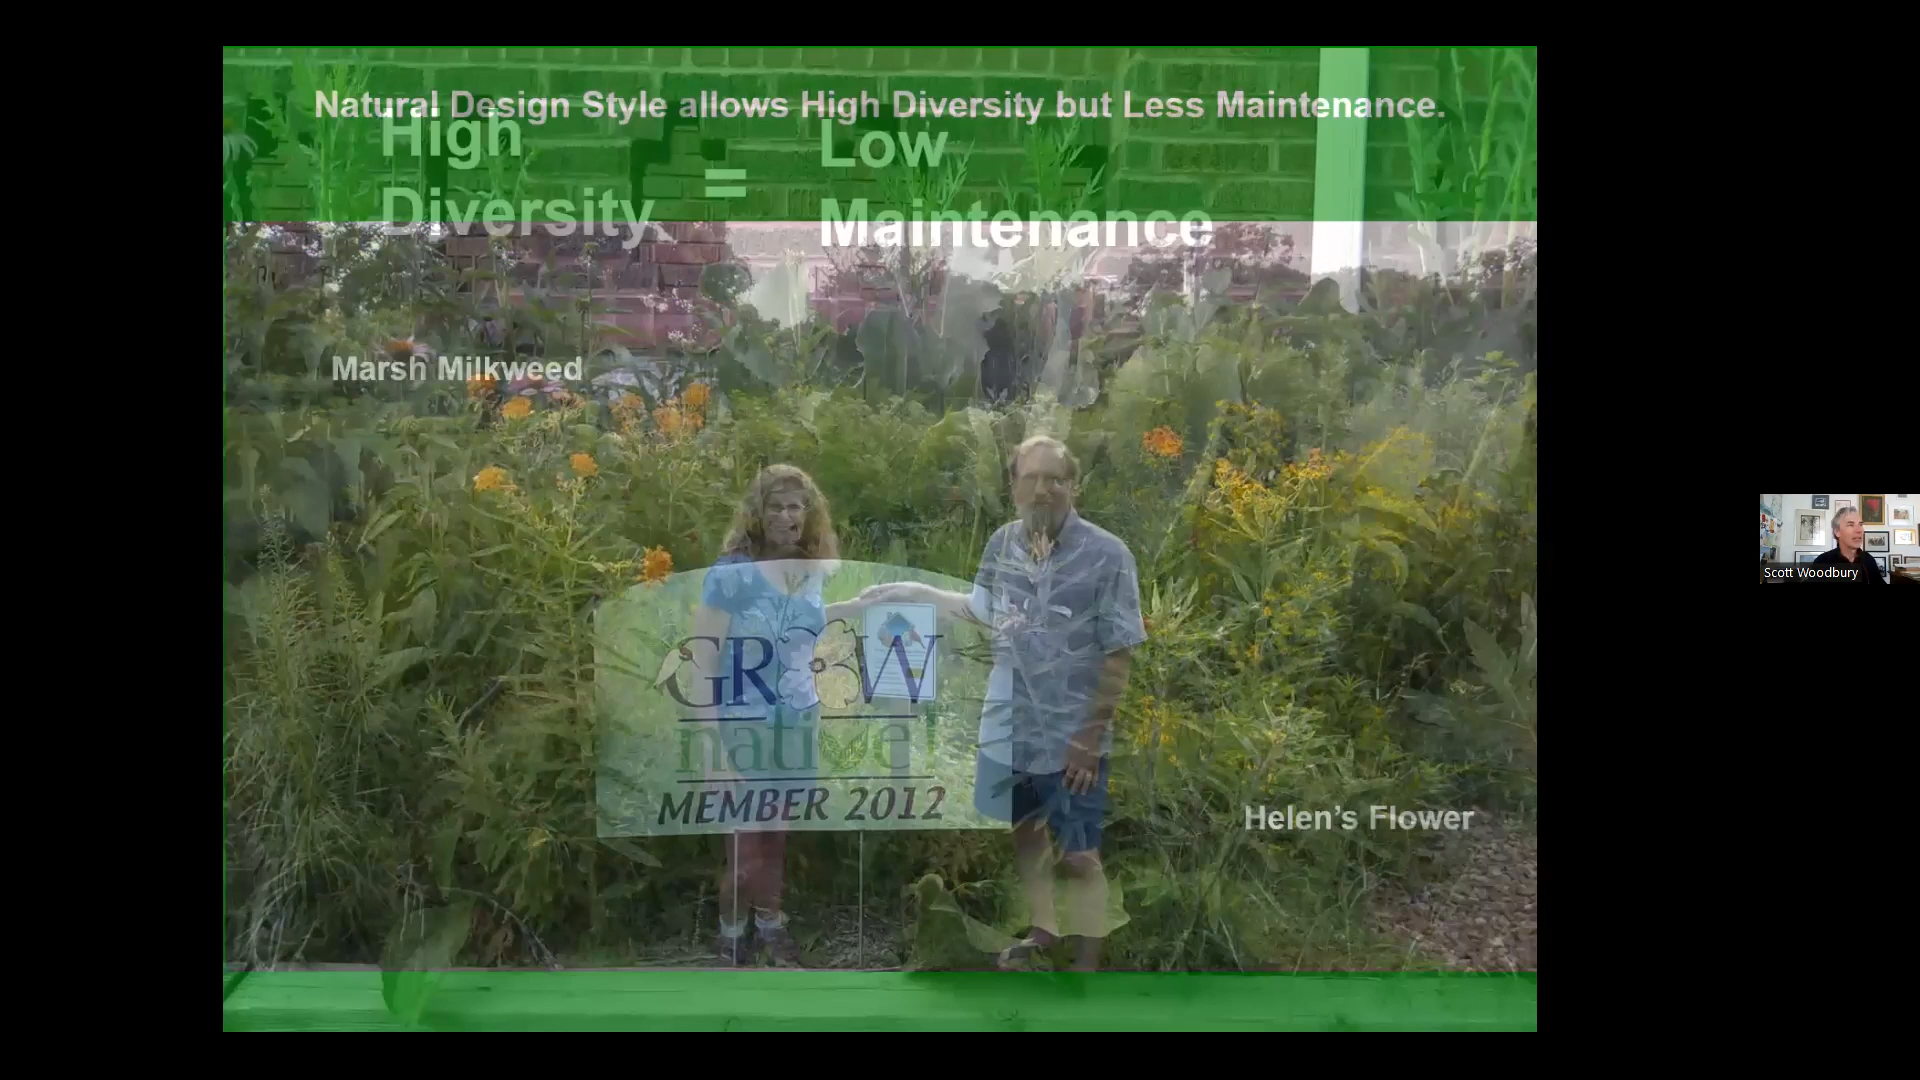 Natural Design Style allows High Diversity but Less Maintenance.
High
Diversity
=
Low
Maintenance
Marsh Milkweed
GROW
native!
MEMBER 2012
Helen’s Flower
Scott Woodbury